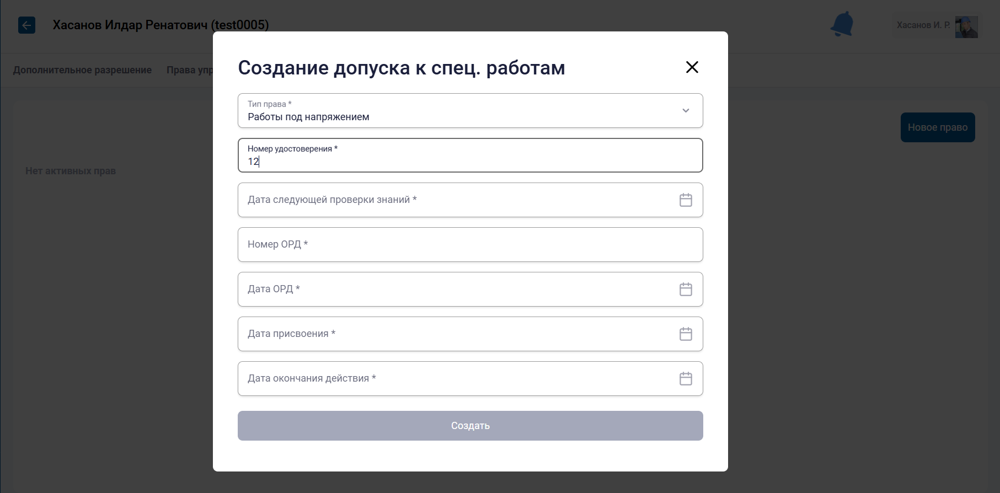 Хасанов Илдар Ренатович (test0005)
Хасанов И. Р.
Дополнительное разрешение
Права упр
Новое право
Нет активных прав
Создание допуска к спец. работам
Тип права *
Работы под напряжением
Номер удостоверения *
12
Дата следующей проверки знаний *
Номер ОРД *
Дата ОРД *
Дата присвоения *
Дата окончания действия *
Создать